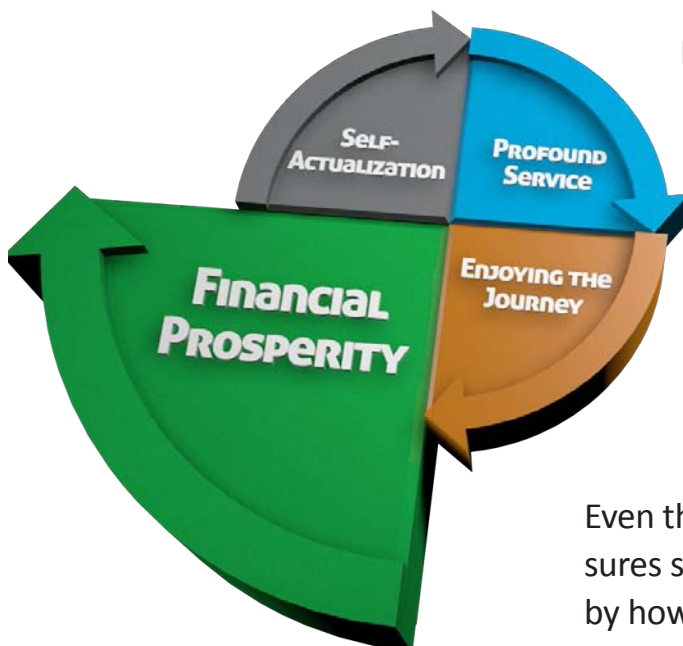 Self-
Actualization
Profound
Service
Enjoying the
Journey
Financial
Prosperity
Even th
sures s
by how